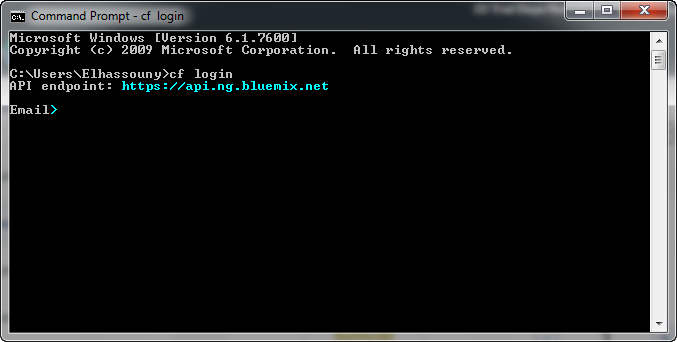 Command Prompt - cf  login
Microsoft Windows [Version 6.1.7600]
Copyright (c) 2009 Microsoft Corporation.  All rights reserved.
C:\Users\Elhassouny>cf login
API endpoint: https://api.ng.bluemix.net
Email>